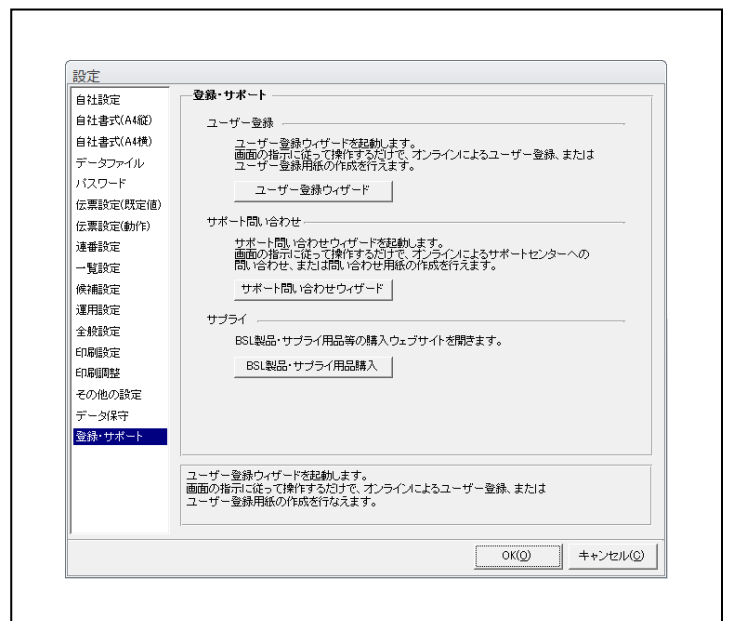 設定
自社設定
自社書式(A4縦)
自社書式(A4横)
データファイル
パスワード
伝票設定(既定値)
伝票設定(動作)
連番設定
一覧設定
候補設定
運用設定
全般設定
印刷設定
印刷調整
その他の設定
データ保守
登録・サポート
登録・サポート
ユーザー登録
ユーザー登録ウィザードを起動します。
画面の指示に従って操作するだけで、オンラインによるユーザー登録、または
ユーザー登録用紙の作成を行えます。
ユーザー登録ウィザード
サポート問い合わせ
サポート問い合わせウィザードを起動します。
画面の指示に従って操作するだけで、オンラインによるサポートセンターへの
問い合わせ、または問い合わせ用紙の作成を行えます。
サポート問い合わせウィザード
サプライ
BSL製品・サプライ用品等の購入ウェブサイトを開きます。
BSL製品・サプライ用品購入
ユーザー登録ウィザードを起動します。
画面の指示に従って操作するだけで、オンラインによるユーザー登録、または
ユーザー登録用紙の作成を行なえます。
OK(O)
キャンセル(C)